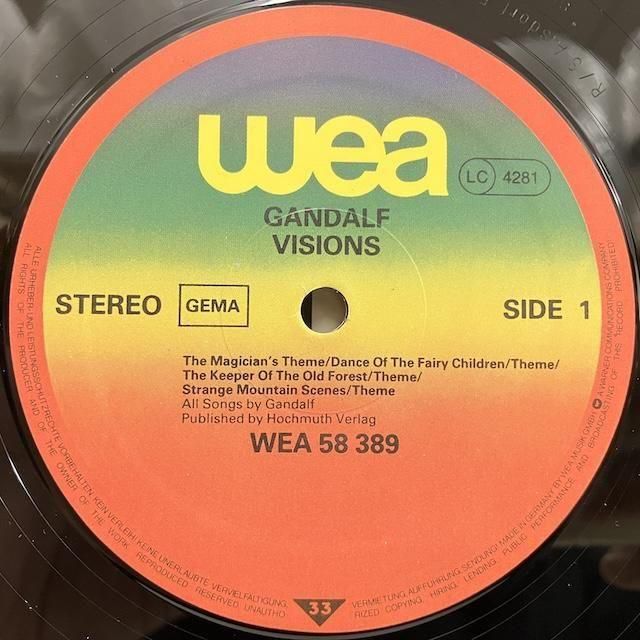 wea
LC 4281
GANDALF
VISIONS
STEREO GEMA SIDE 1
The Magician's Theme/Dance Of The Fairy Children/Theme/
The Keeper Of The Old Forest/Theme/
Strange Mountain Scenes/Theme
All Songs by Gandalf
Published by Hochmuth Verlag
WEA 58 389
33
ALLE URHEBER- UND LEISTUNGSSCHUTZRECHTE VORBEHALTEN. KEIN VERLEIH! KEINE UNERLAUBTE VERVIELFÄLTIGUNG, VERMIETUNG, AUFFÜHRUNG, SENDUNG! MADE IN GERMANY BY WEA MUSIK GMBH A WARNER COMMUNICATIONS COMPANY
ALL RIGHTS OF THE PRODUCER AND OF THE OWNER OF THE WORK REPRODUCED RESERVED. UNAUTHORIZED COPYING, HIRING, LENDING, PUBLIC PERFORMANCE AND BROADCASTING OF THIS RECORD PROHIBITED!